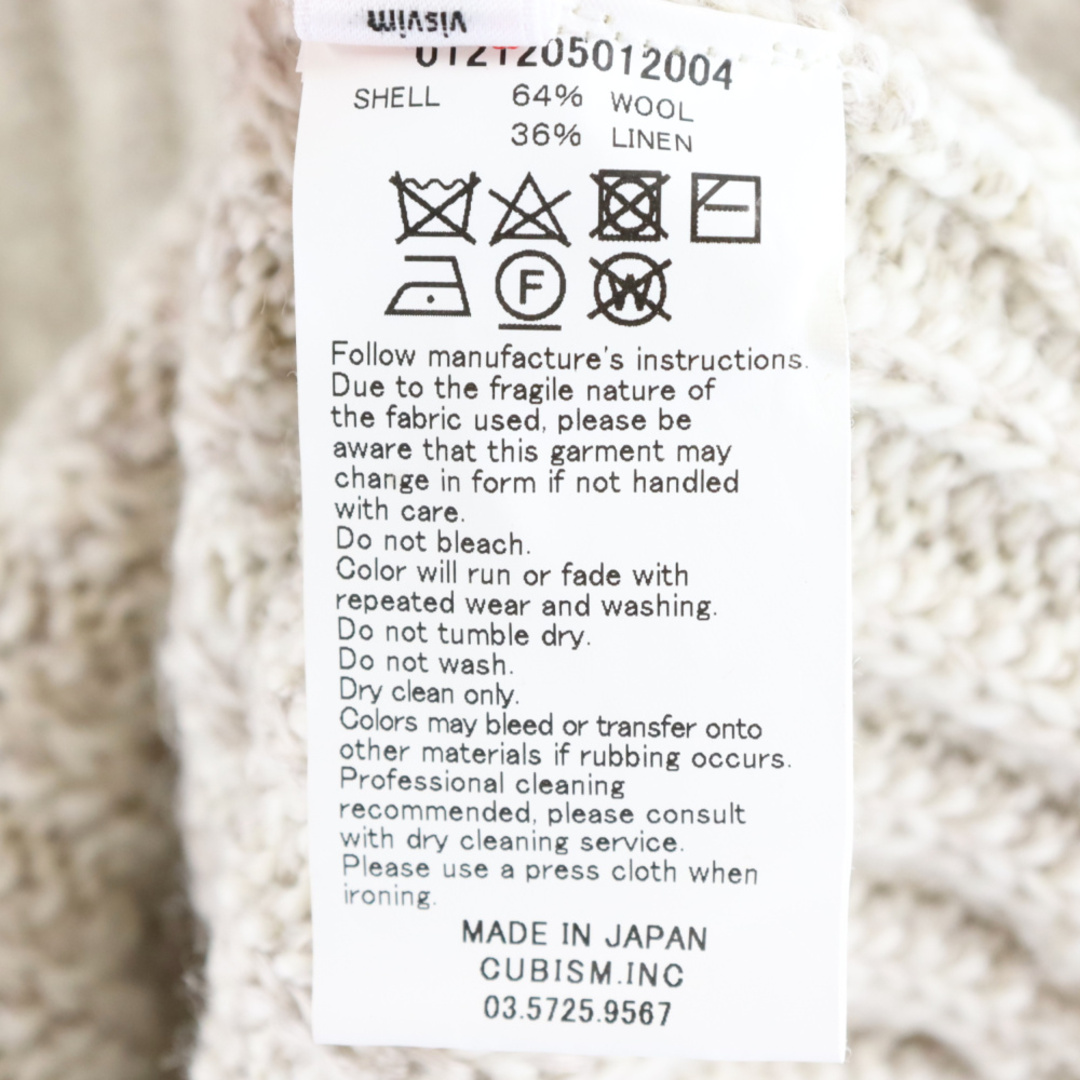 visvim
0121205012004
SHELL 64% WOOL
36% LINEN
F W
Follow manufacture's instructions.
Due to the fragile nature of
the fabric used, please be
aware that this garment may
change in form if not handled
with care.
Do not bleach.
Color will run or fade with
repeated wear and washing.
Do not tumble dry.
Do not wash.
Dry clean only.
Colors may bleed or transfer onto
other materials if rubbing occurs.
Professional cleaning
recommended, please consult
with dry cleaning service.
Please use a press cloth when
ironing.
MADE IN JAPAN
CUBISM.INC
03.5725.9567